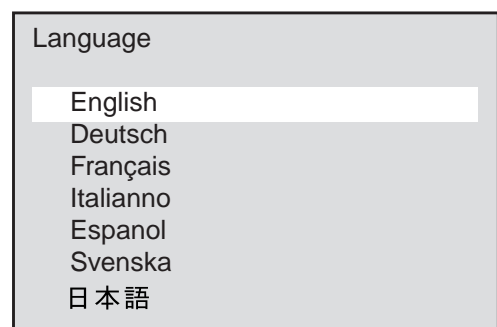 Language
English
Deutsch
Français
Italianno
Espanol
Svenska
日本語